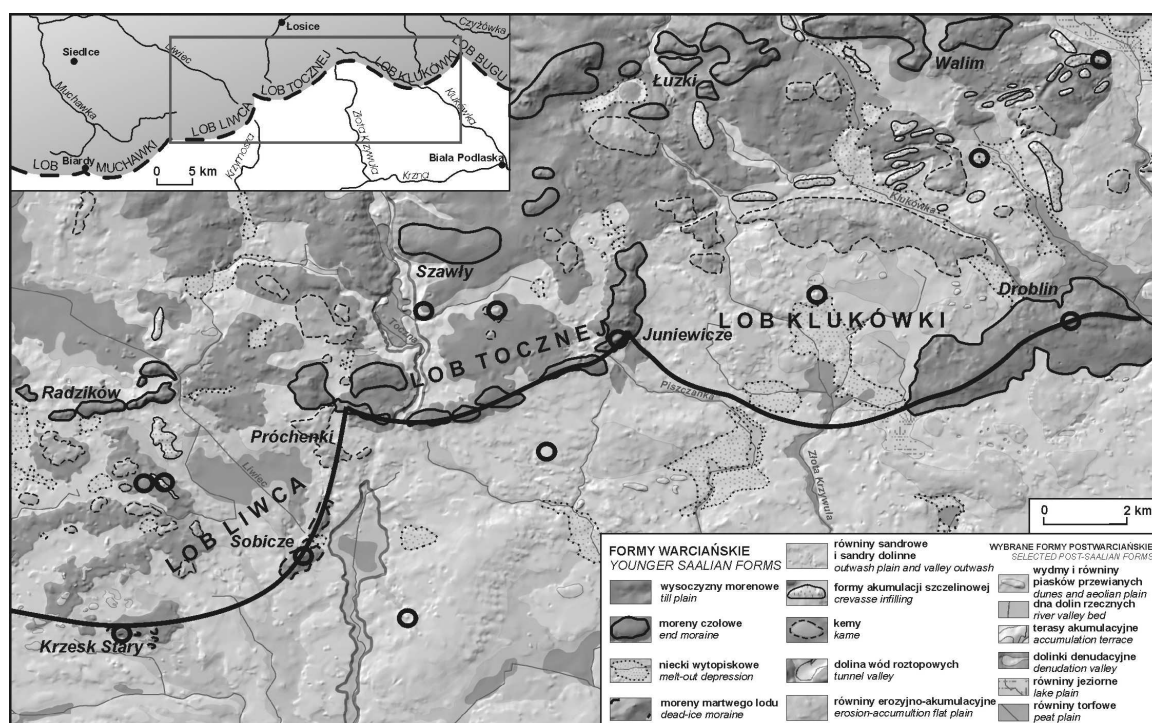 Siedlce
Liwiec
Łosice
Czyżówka
Muchawka
LOB TOCZNEJ
LOB KLUKÓWKI
LOB BUGU
LOB LIWCA
LOB MUCHAWKI
Biardy
Krzymosza
Złota Krzywula
Klukówka
Biała Podlaska
Krzna
0 5 km
Łuzki
Walim
Klukówka
Szawły
Toczna
Droblin
LOB TOCZNEJ
Juniewicze
LOB KLUKÓWKI
Radzików
Piszczanka
Próchenki
Liwiec
LOB LIWCA
Złota Krzywula
Sobicze
Krzesk Stary
0 2 km
FORMY WARCIAŃSKIE
YOUNGER SAALIAN FORMS
wysoczyzny morenowe
till plain
moreny czołowe
end moraine
niecki wytopiskowe
melt-out depression
moreny martwego lodu
dead-ice moraine
równiny sandrowe
i sandry dolinne
outwash plain and valley outwash
formy akumulacji szczelinowej
crevasse infilling
kemy
kame
dolina wód roztopowych
tunnel valley
równiny erozyjno-akumulacyjne
erosion-accumultion flat plain
WYBRANE FORMY POSTWARCIAŃSKIE
SELECTED POST-SAALIAN FORMS
wydmy i równiny
piasków przewianych
dunes and aeolian plain
dna dolin rzecznych
river valley bed
terasy akumulacyjne
accumulation terrace
dolinki denudacyjne
denudation valley
równiny jeziorne
lake plain
równiny torfowe
peat plain